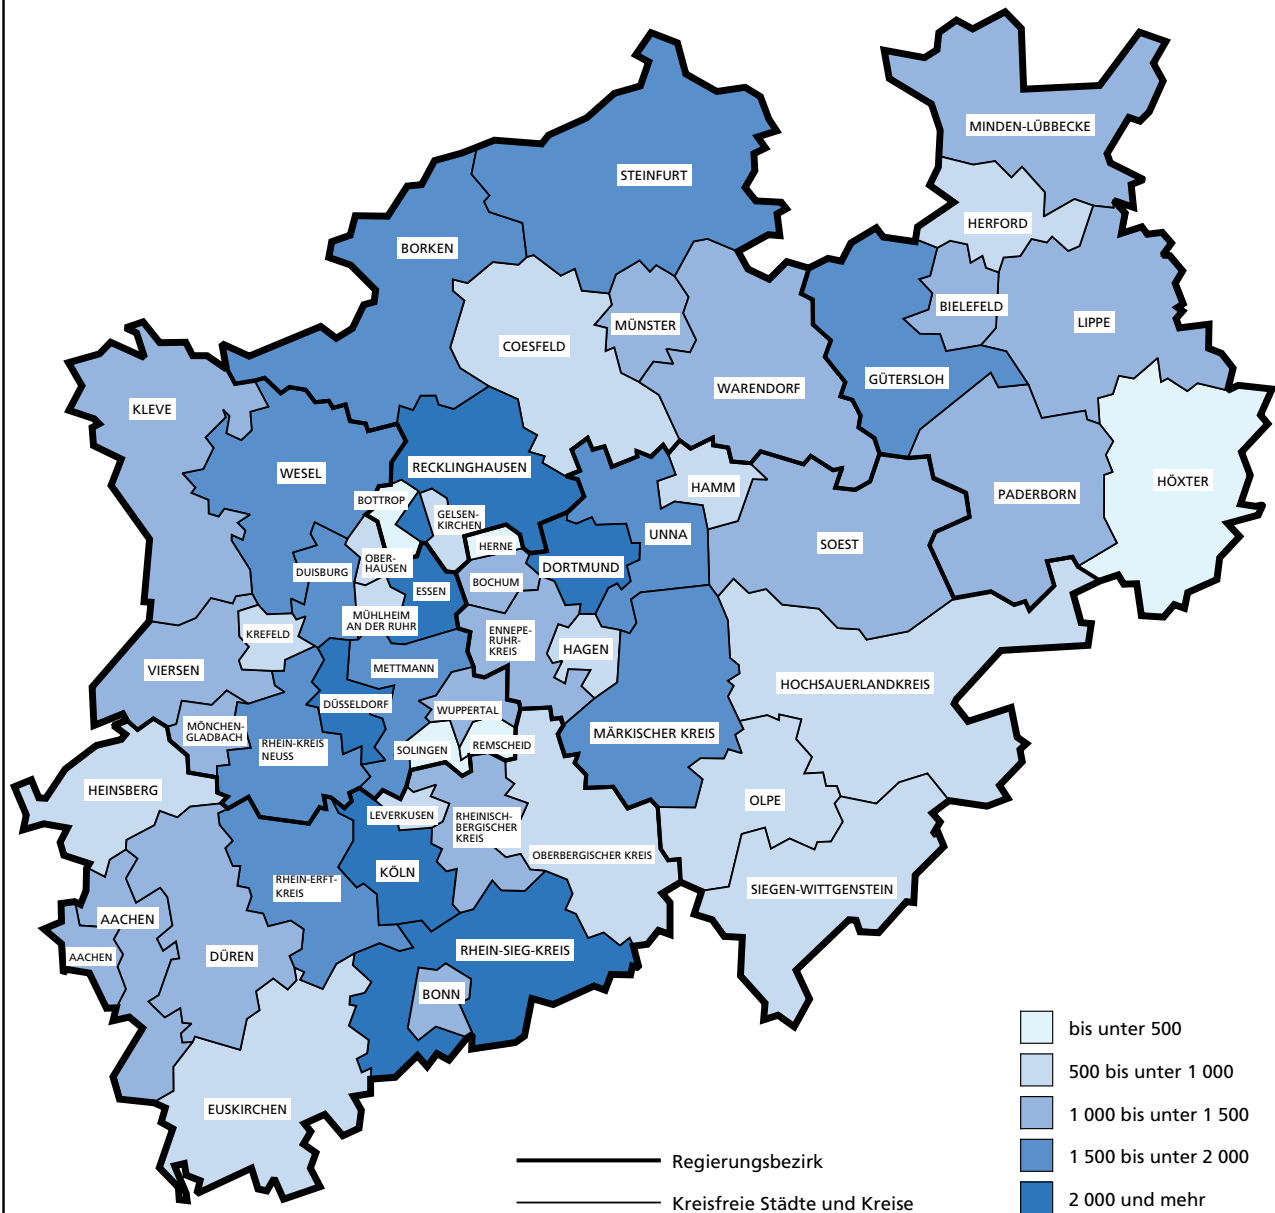 MINDEN-LÜBBECKE
STEINFURT
HERFORD
BORKEN
BIELEFELD
LIPPE
MÜNSTER
COESFELD
GÜTERSLOH
WARENDORF
KLEVE
RECKLINGHAUSEN
WESEL
HÖXTER
HAMM
PADERBORN
BOTTROP
GELSEN-
KIRCHEN
UNNA
SOEST
HERNE
OBER-
HAUSEN
DORTMUND
DUISBURG
BOCHUM
ESSEN
MÜHLHEIM
AN DER RUHR
KREFELD
ENNEPE-
RUHR-
KREIS
HAGEN
VIERSEN
METTMANN
HOCHSAUERLANDKREIS
DÜSSELDORF
WUPPERTAL
MÖNCHEN-
GLADBACH
MÄRKISCHER KREIS
RHEIN-KREIS
NEUSS
SOLINGEN
REMSCHEID
HEINSBERG
OLPE
LEVERKUSEN
RHEINISCH-
BERGISCHER
KREIS
OBERBERGISCHER KREIS
KÖLN
RHEIN-ERFT-
KREIS
SIEGEN-WITTGENSTEIN
AACHEN
RHEIN-SIEG-KREIS
AACHEN
DÜREN
BONN
EUSKIRCHEN
bis unter 500
500 bis unter 1 000
1 000 bis unter 1 500
1 500 bis unter 2 000
2 000 und mehr
Regierungsbezirk
Kreisfreie Städte und Kreise